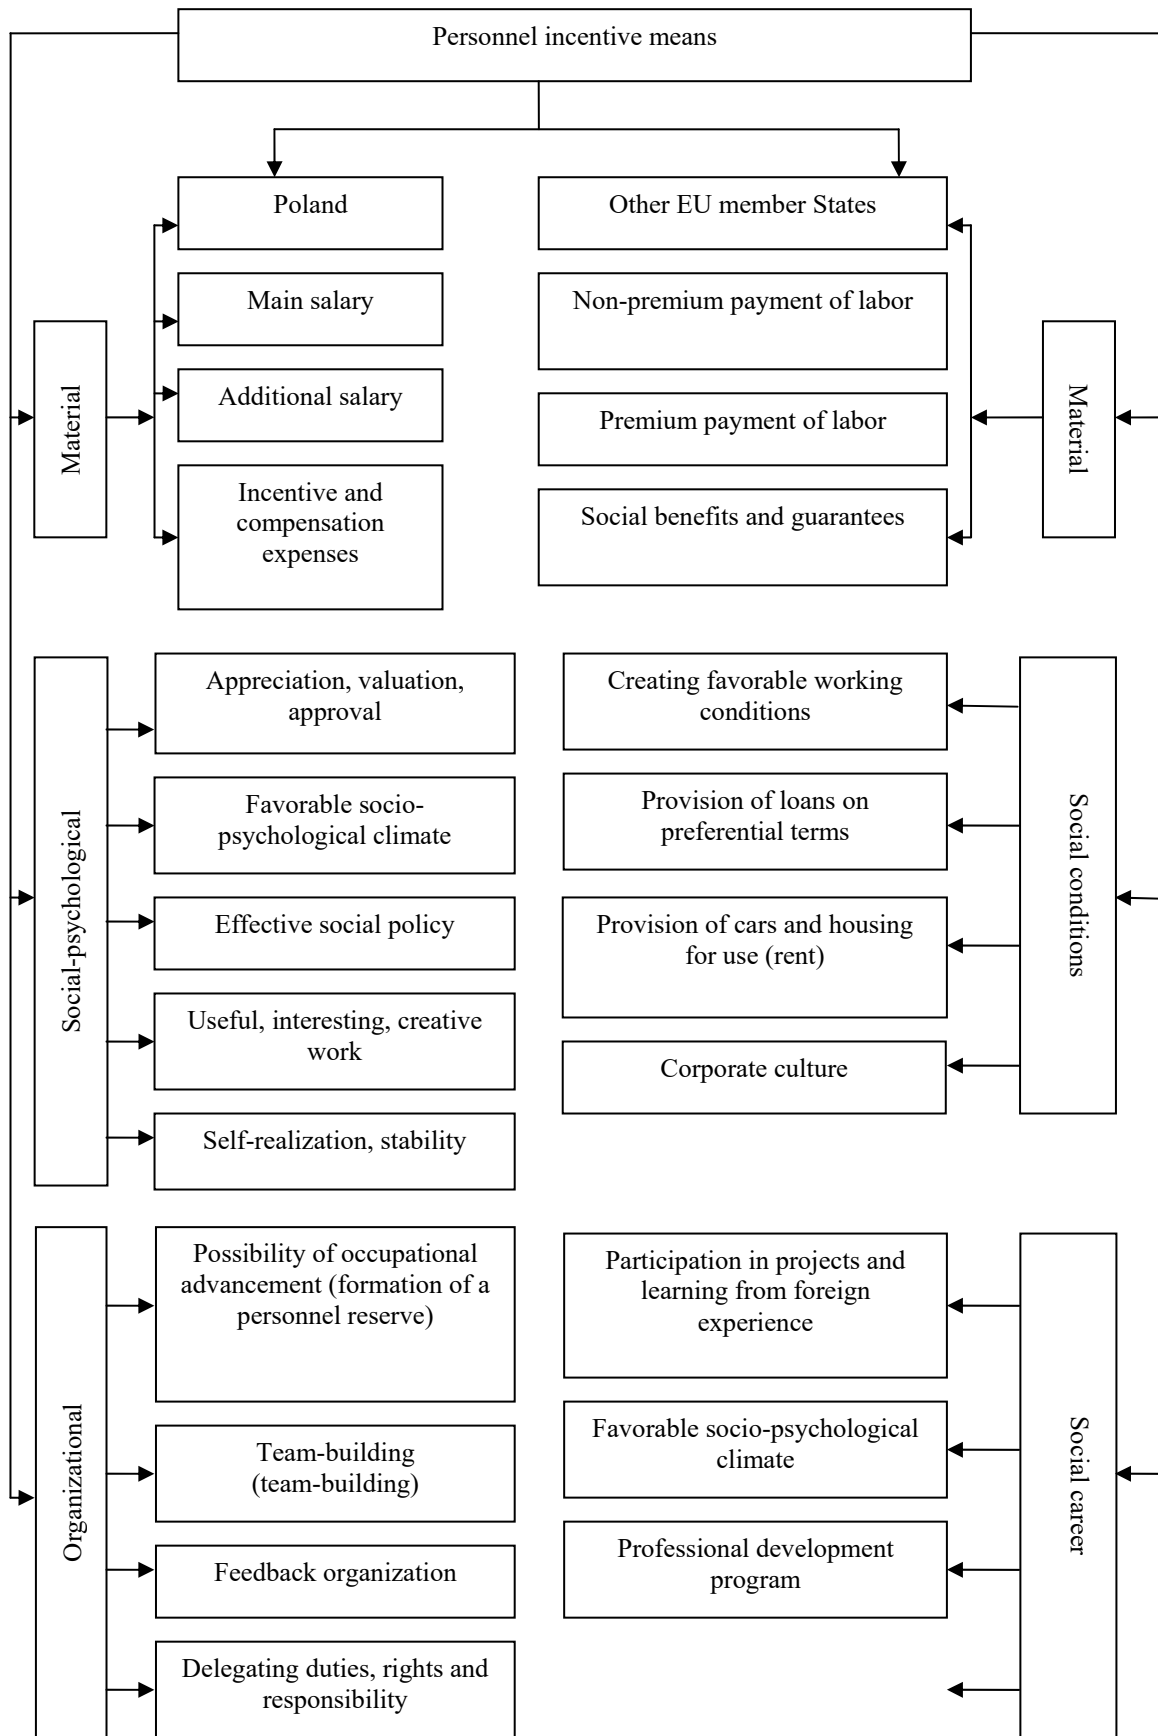 Personnel incentive means
Poland
Other EU member States
Main salary
Non-premium payment of labor
Additional salary
Premium payment of labor
Incentive and
compensation
expenses
Social benefits and guarantees
Material
Material
Appreciation, valuation,
approval
Favorable socio-
psychological climate
Effective social policy
Useful, interesting, creative
work
Self-realization, stability
Social-psychological
Creating favorable working
conditions
Provision of loans on
preferential terms
Provision of cars and housing
for use (rent)
Corporate culture
Social conditions
Possibility of occupational
advancement (formation of a
personnel reserve)
Team-building
(team-building)
Feedback organization
Delegating duties, rights and
responsibility
Organizational
Participation in projects and
learning from foreign
experience
Favorable socio-psychological
climate
Professional development
program
Social career